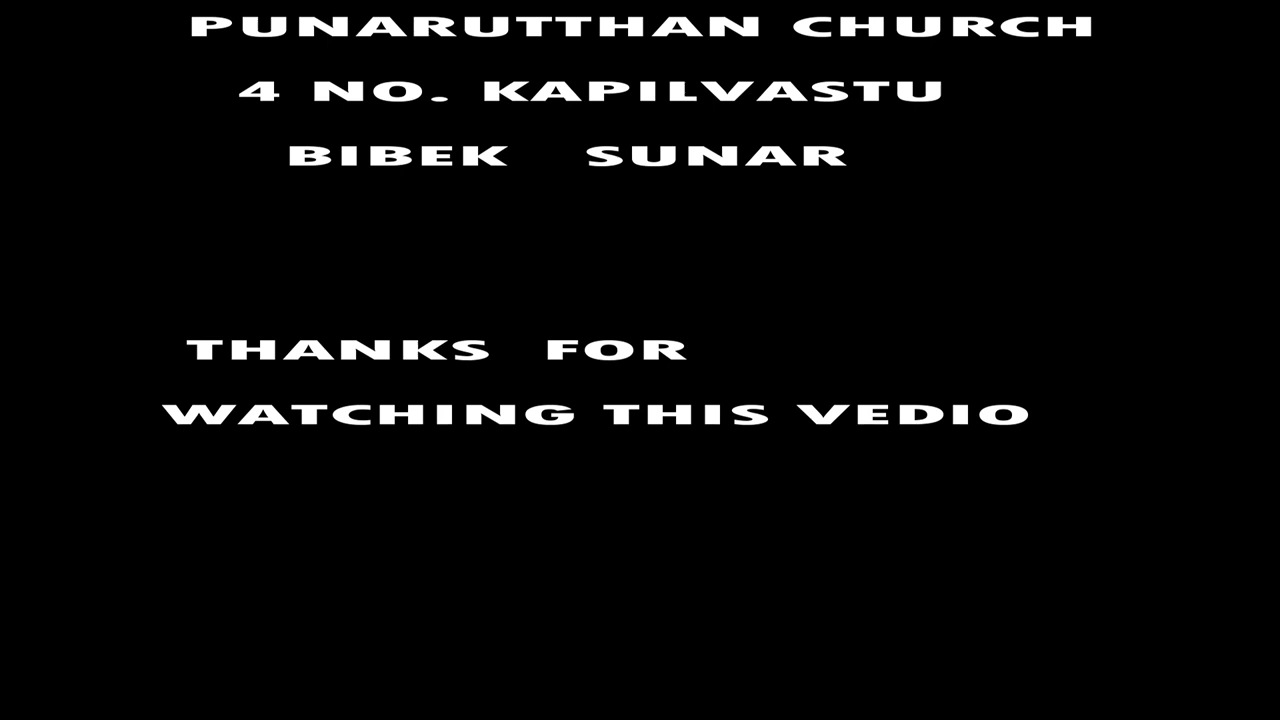 PUNARUTTHAN CHURCH
4 NO. KAPILVASTU
BIBEK SUNAR
THANKS FOR
WATCHING THIS VEDIO